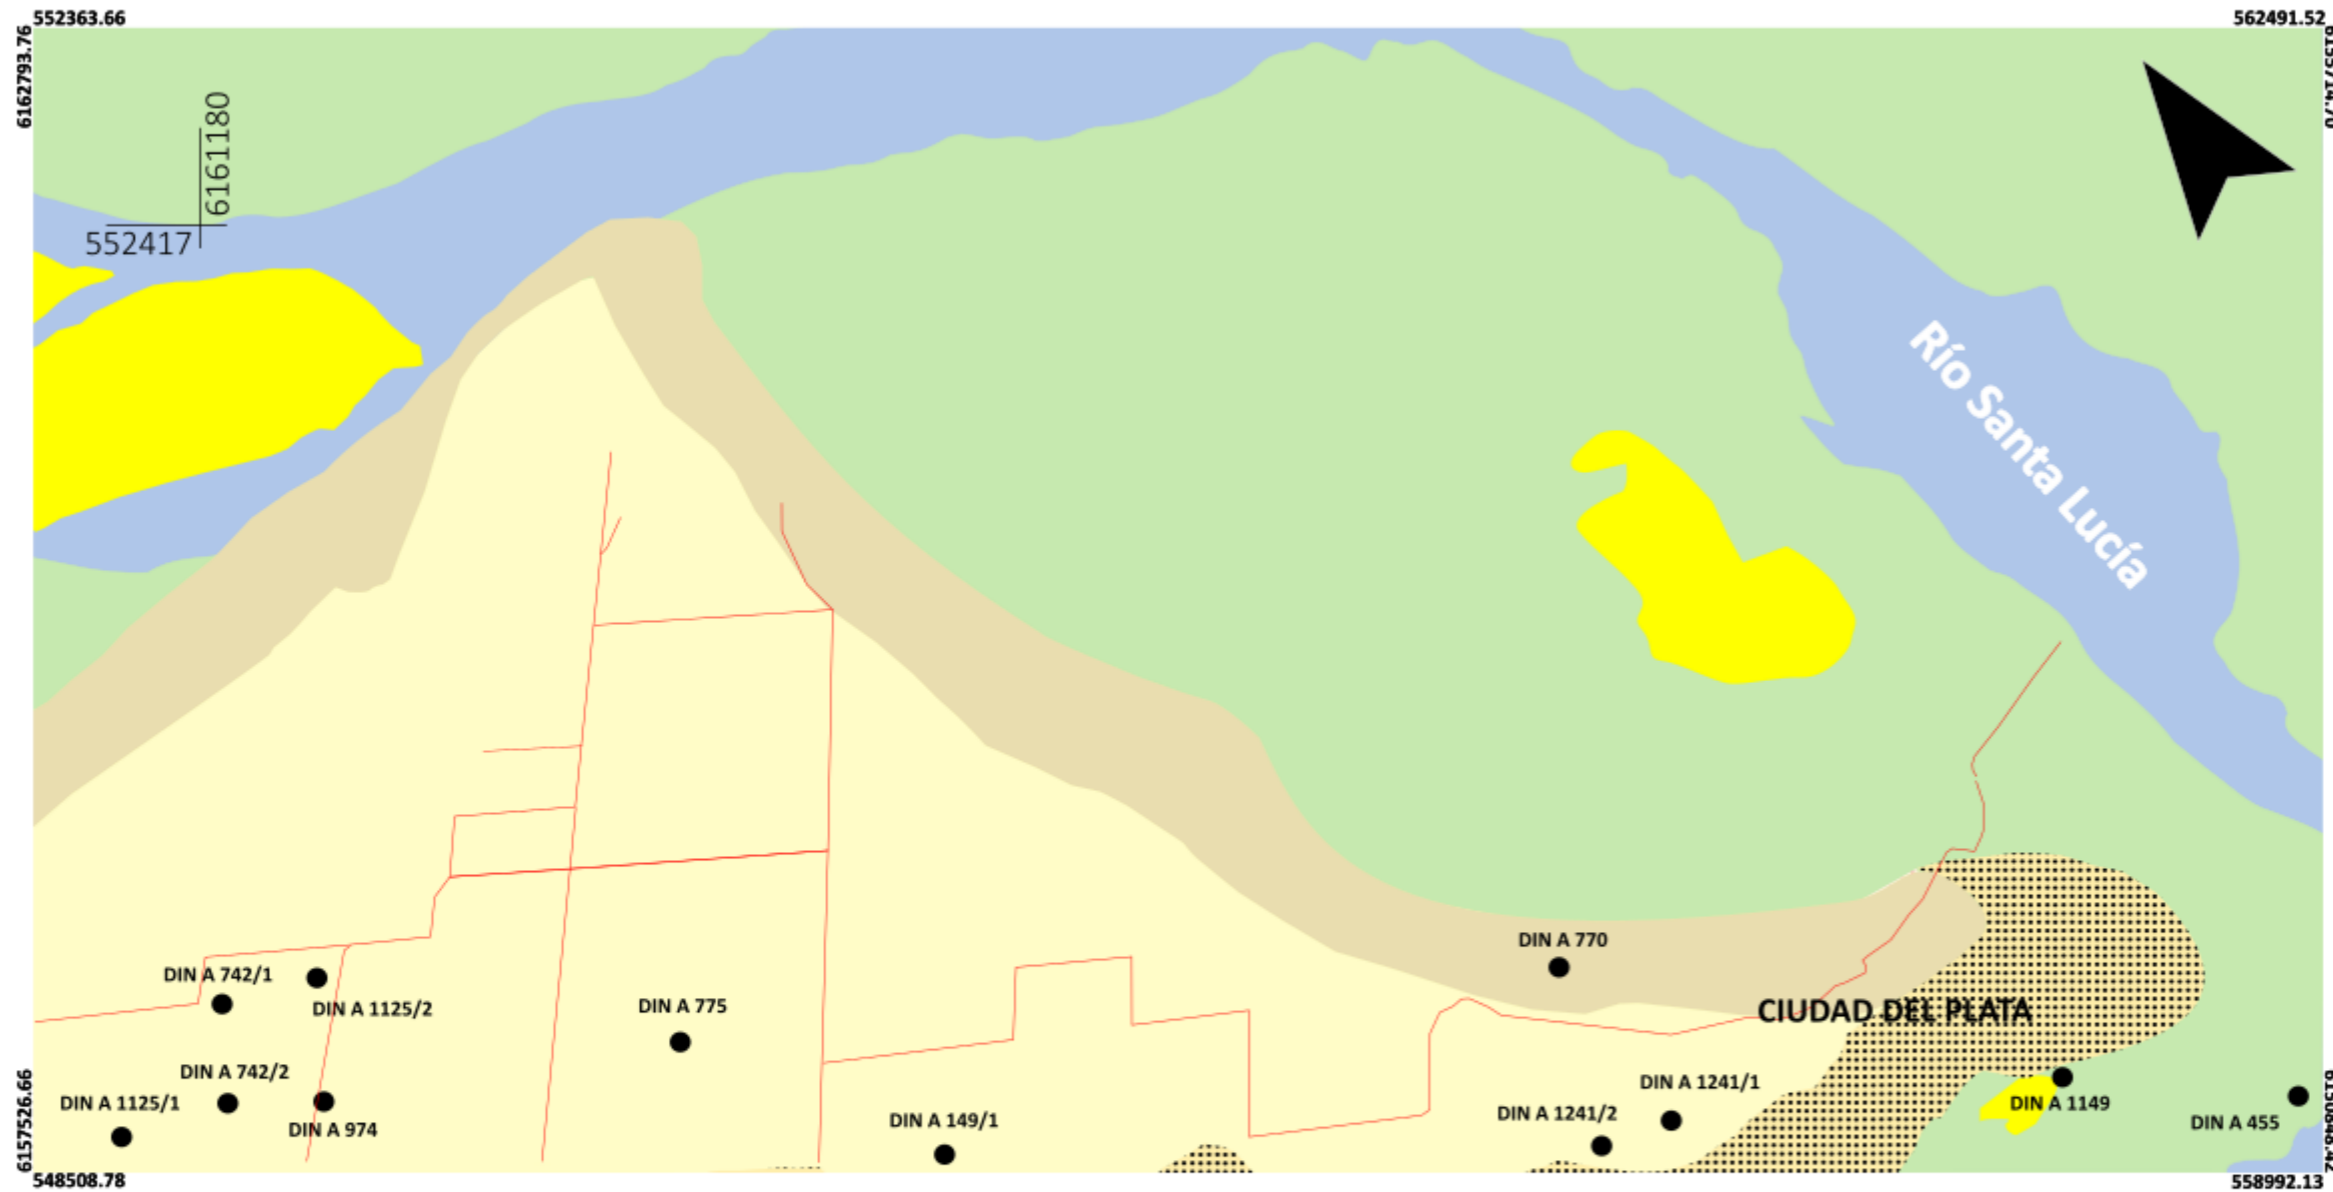 552363.66
562491.52
6162793.76
6161180
552417
Río Santa Lucía
DIN A 770
DIN A 742/1
DIN A 1125/2
DIN A 775
CIUDAD DEL PLATA
DIN A 742/2
DIN A 1125/1
DIN A 974
DIN A 149/1
DIN A 1241/1
DIN A 1241/2
DIN A 1149
DIN A 455
6157526.66
548508.78
558992.13